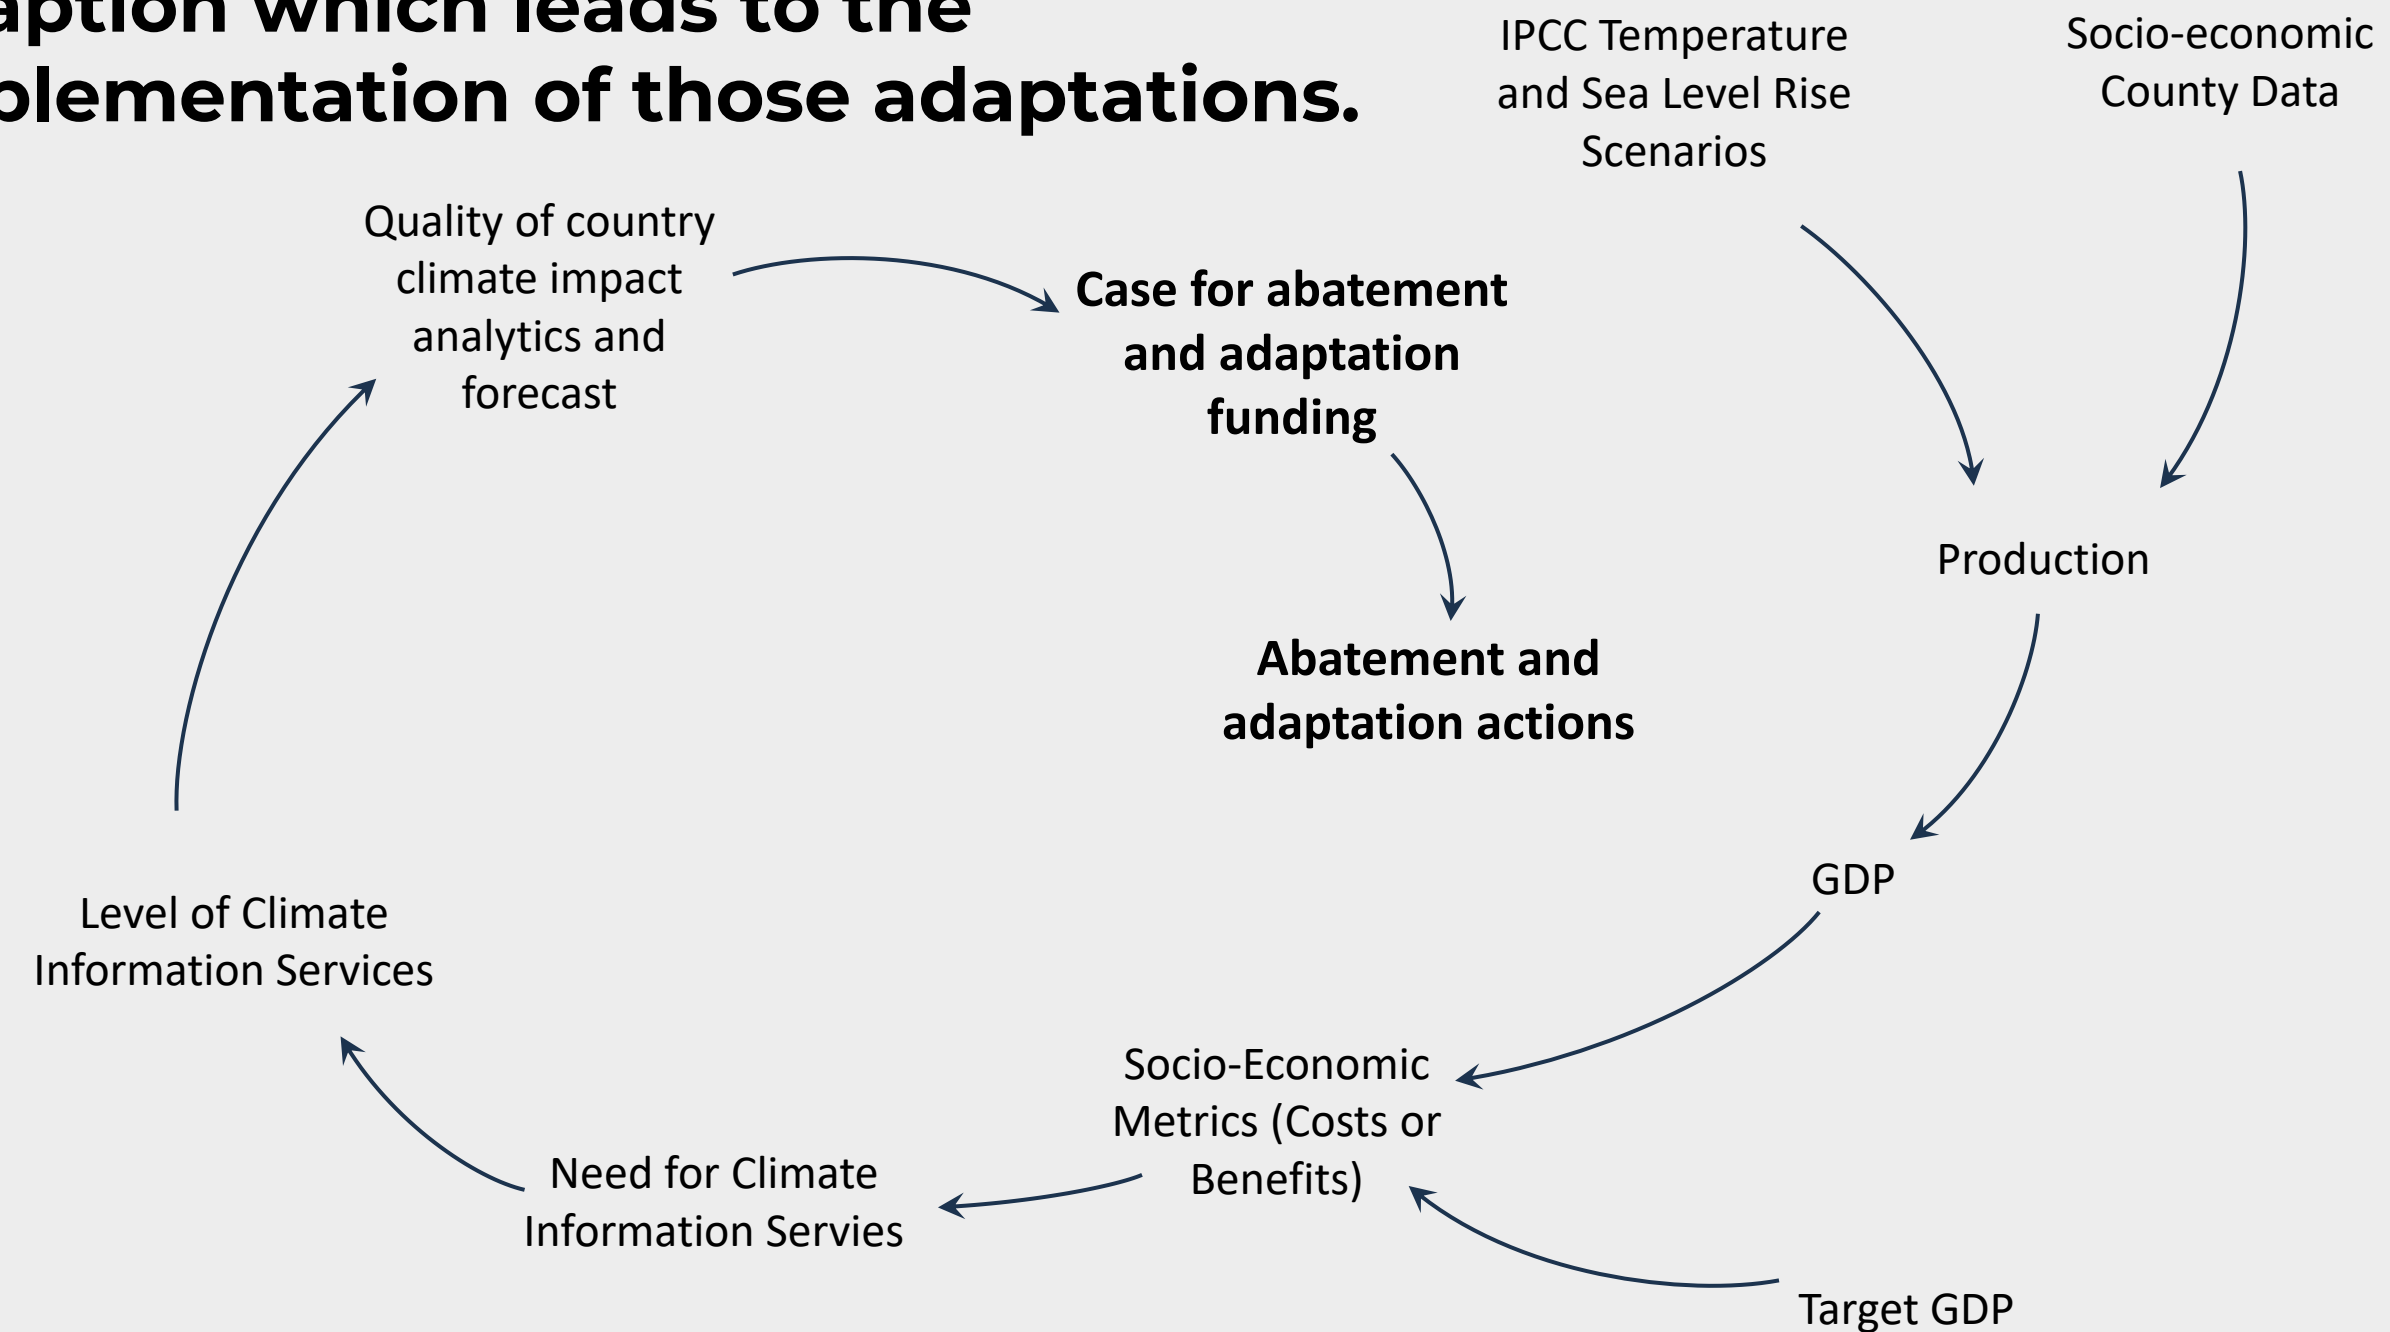 aption which leads to the
plementation of those adaptations.
IPCC Temperature
and Sea Level Rise
Scenarios
Socio-economic
County Data
Quality of country
climate impact
analytics and
forecast
Case for abatement
and adaptation
funding
Production
Abatement and
adaptation actions
GDP
Level of Climate
Information Services
Socio-Economic
Metrics (Costs or
Benefits)
Need for Climate
Information Servies
Target GDP